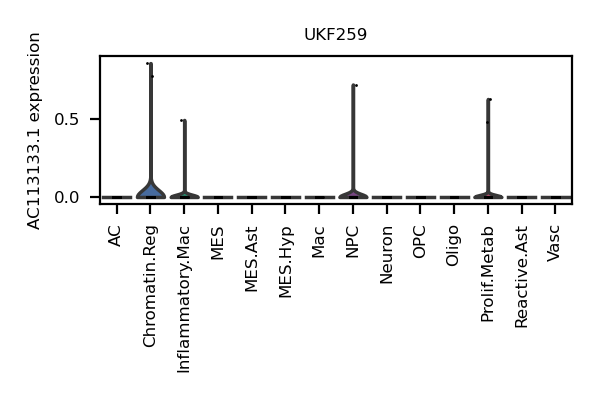 UKF259
AC113133.1 expression
0.5
0.0
AC
Chromatin.Reg
Inflammatory.Mac
MES
MES.Ast
MES.Hyp
Mac
NPC
Neuron
OPC
Oligo
Prolif.Metab
Reactive.Ast
Vasc